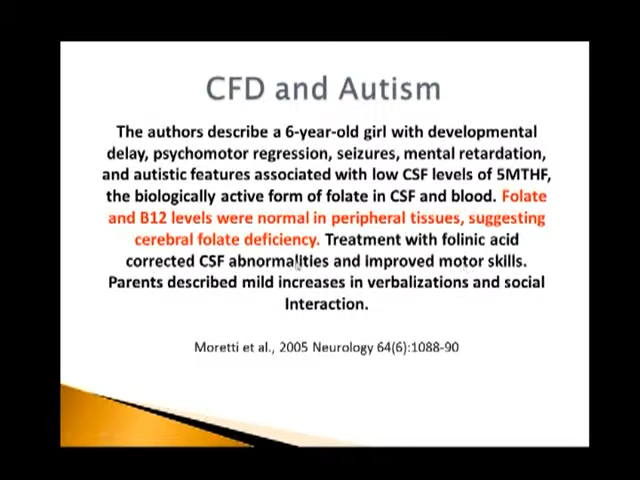 CFD and Autism
The authors describe a 6-year-old girl with developmental
delay, psychomotor regression, seizures, mental retardation,
and autistic features associated with low CSF levels of 5MTHF,
the biologically active form of folate in CSF and blood. Folate
and B12 levels were normal in peripheral tissues, suggesting
cerebral folate deficiency. Treatment with folinic acid
corrected CSF abnormalities and improved motor skills.
Parents described mild increases in verbalizations and social
Interaction.
Moretti et al., 2005 Neurology 64(6):1088-90